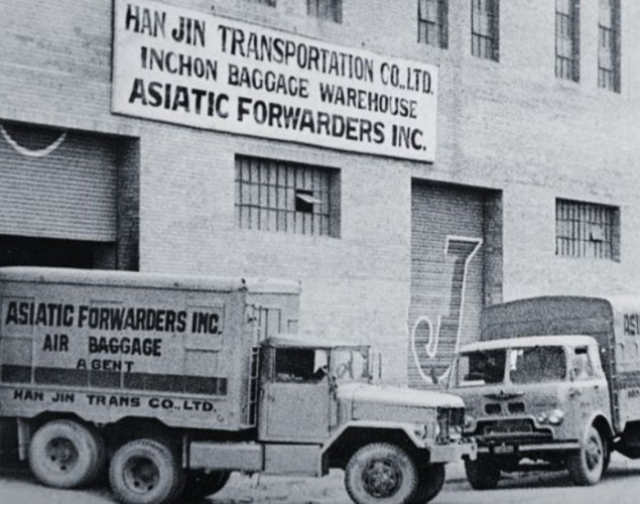 HAN JIN TRANSPORTATION CO.,LTD.
INCHON BAGGAGE WAREHOUSE
ASIATIC FORWARDERS INC.
J
ASIATIC FORWARDERS INC.
AIR BAGGAGE
AGENT
HAN JIN TRANS CO.,LTD.
ASI